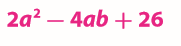 2a² − 4ab + 26